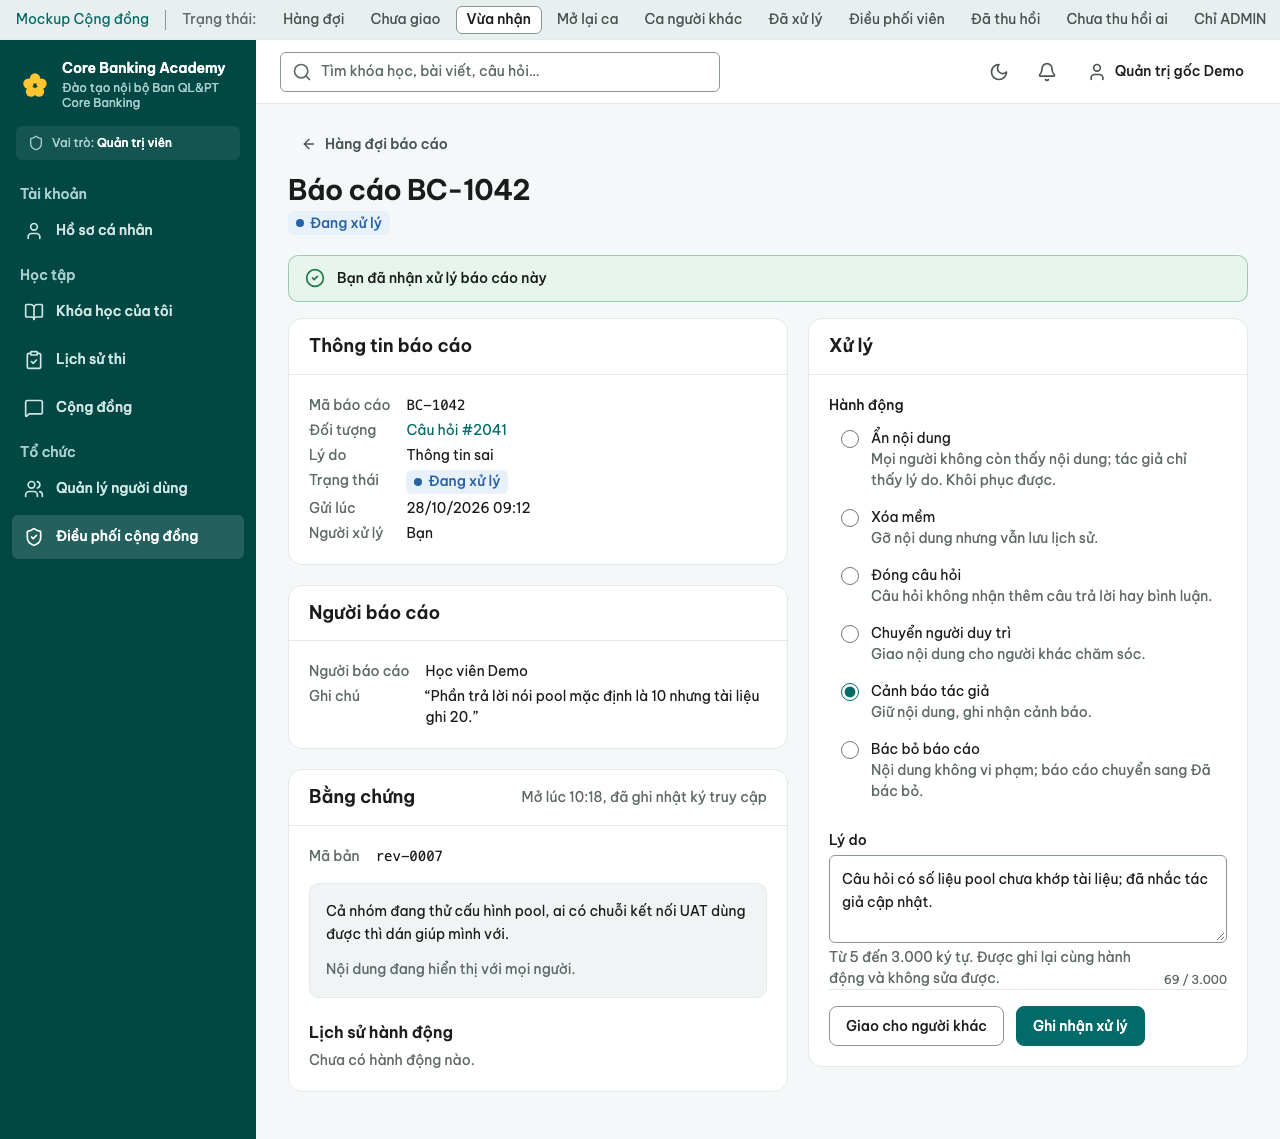 Mockup Cộng đồng
Trạng thái:
Hàng đợi
Chưa giao
Vừa nhận
Mở lại ca
Ca người khác
Đã xử lý
Điều phối viên
Đã thu hồi
Chưa thu hồi ai
Chỉ ADMIN
Core Banking Academy
Đào tạo nội bộ Ban QL&PT
Core Banking
Vai trò: Quản trị viên
Tài khoản
Hồ sơ cá nhân
Học tập
Khóa học của tôi
Lịch sử thi
Cộng đồng
Tổ chức
Quản lý người dùng
Điều phối cộng đồng
Tìm khóa học, bài viết, câu hỏi...
Quản trị gốc Demo
Hàng đợi báo cáo
Báo cáo BC-1042
Đang xử lý
Bạn đã nhận xử lý báo cáo này
Thông tin báo cáo
Mã báo cáo BC-1042
Đối tượng Câu hỏi #2041
Lý do Thông tin sai
Trạng thái Đang xử lý
Gửi lúc 28/10/2026 09:12
Người xử lý Bạn
Người báo cáo
Người báo cáo Học viên Demo
Ghi chú “Phần trả lời nói pool mặc định là 10 nhưng tài liệu
ghi 20.”
Bằng chứng
Mở lúc 10:18, đã ghi nhật ký truy cập
Mã bản rev-0007
Cả nhóm đang thử cấu hình pool, ai có chuỗi kết nối UAT dùng
được thì dán giúp mình với.
Nội dung đang hiển thị với mọi người.
Lịch sử hành động
Chưa có hành động nào.
Xử lý
Hành động
Ẩn nội dung
Mọi người không còn thấy nội dung; tác giả chỉ
thấy lý do. Khôi phục được.
Xóa mềm
Gỡ nội dung nhưng vẫn lưu lịch sử.
Đóng câu hỏi
Câu hỏi không nhận thêm câu trả lời hay bình luận.
Chuyển người duy trì
Giao nội dung cho người khác chăm sóc.
Cảnh báo tác giả
Giữ nội dung, ghi nhận cảnh báo.
Bác bỏ báo cáo
Nội dung không vi phạm; báo cáo chuyển sang Đã
bác bỏ.
Lý do
Câu hỏi có số liệu pool chưa khớp tài liệu; đã nhắc tác
giả cập nhật.
Từ 5 đến 3.000 ký tự. Được ghi lại cùng hành
động và không sửa được.
69 / 3.000
Giao cho người khác
Ghi nhận xử lý